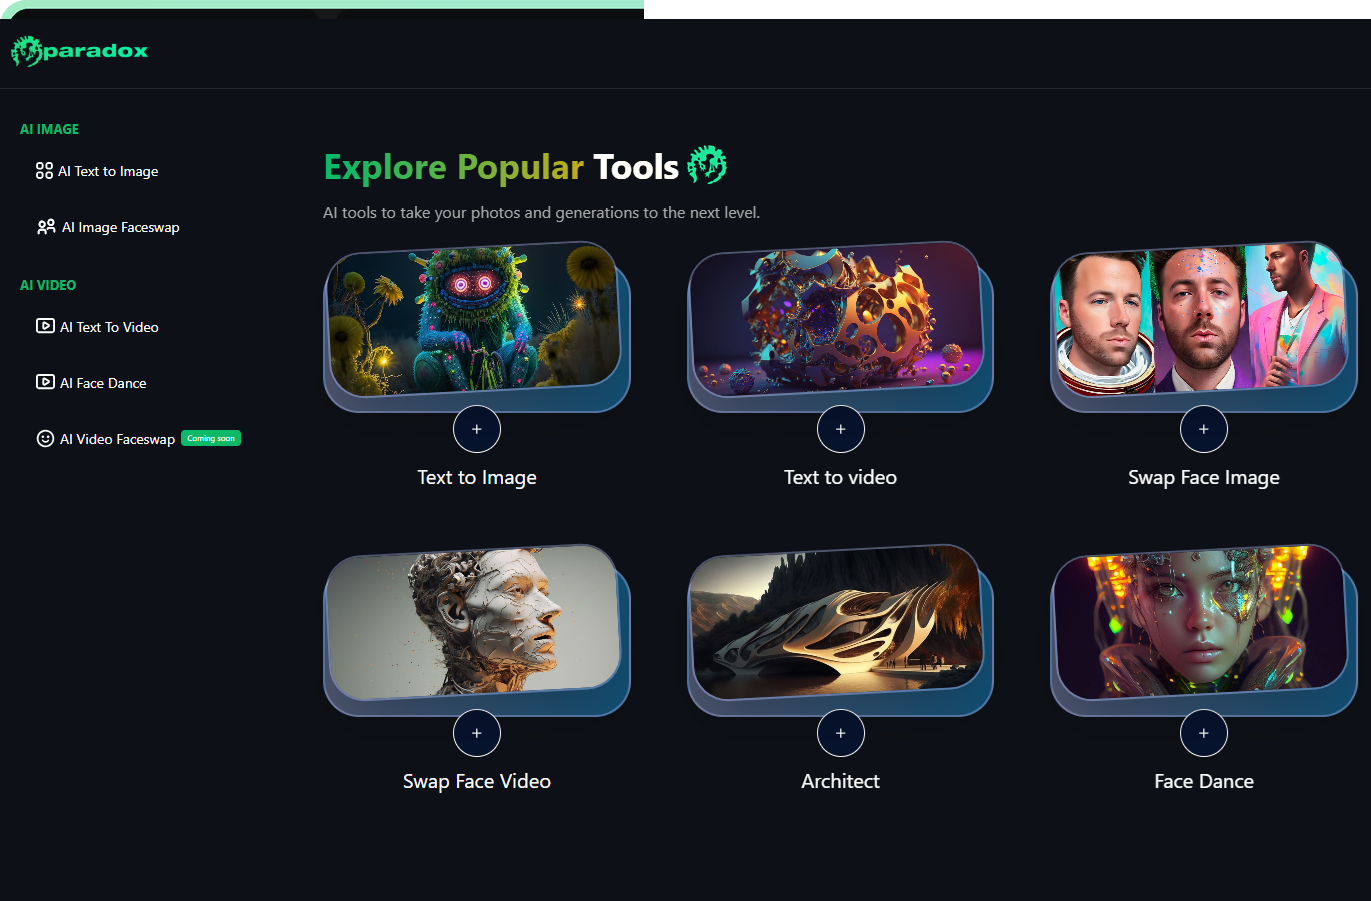 paradox
AI IMAGE
AI Text to Image
AI Image Faceswap
AI VIDEO
AI Text To Video
AI Face Dance
AI Video Faceswap Coming soon
Explore Popular Tools
AI tools to take your photos and generations to the next level.
+
+
+
Text to Image
Text to video
Swap Face Image
+
+
+
Swap Face Video
Architect
Face Dance